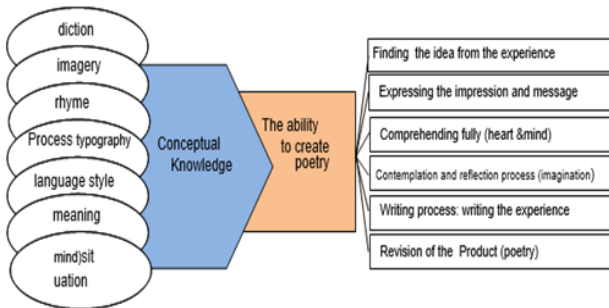 diction
imagery
rhyme
Process typography
language style
meaning
mind)sit
uation
Conceptual
Knowledge
The ability
to create
poetry
Finding the idea from the experience
Expressing the impression and message
Comprehending fully (heart &mind)
Contemplation and reflection process (imagination)
Writing process: writing the experience
Revision of the Product (poetry)